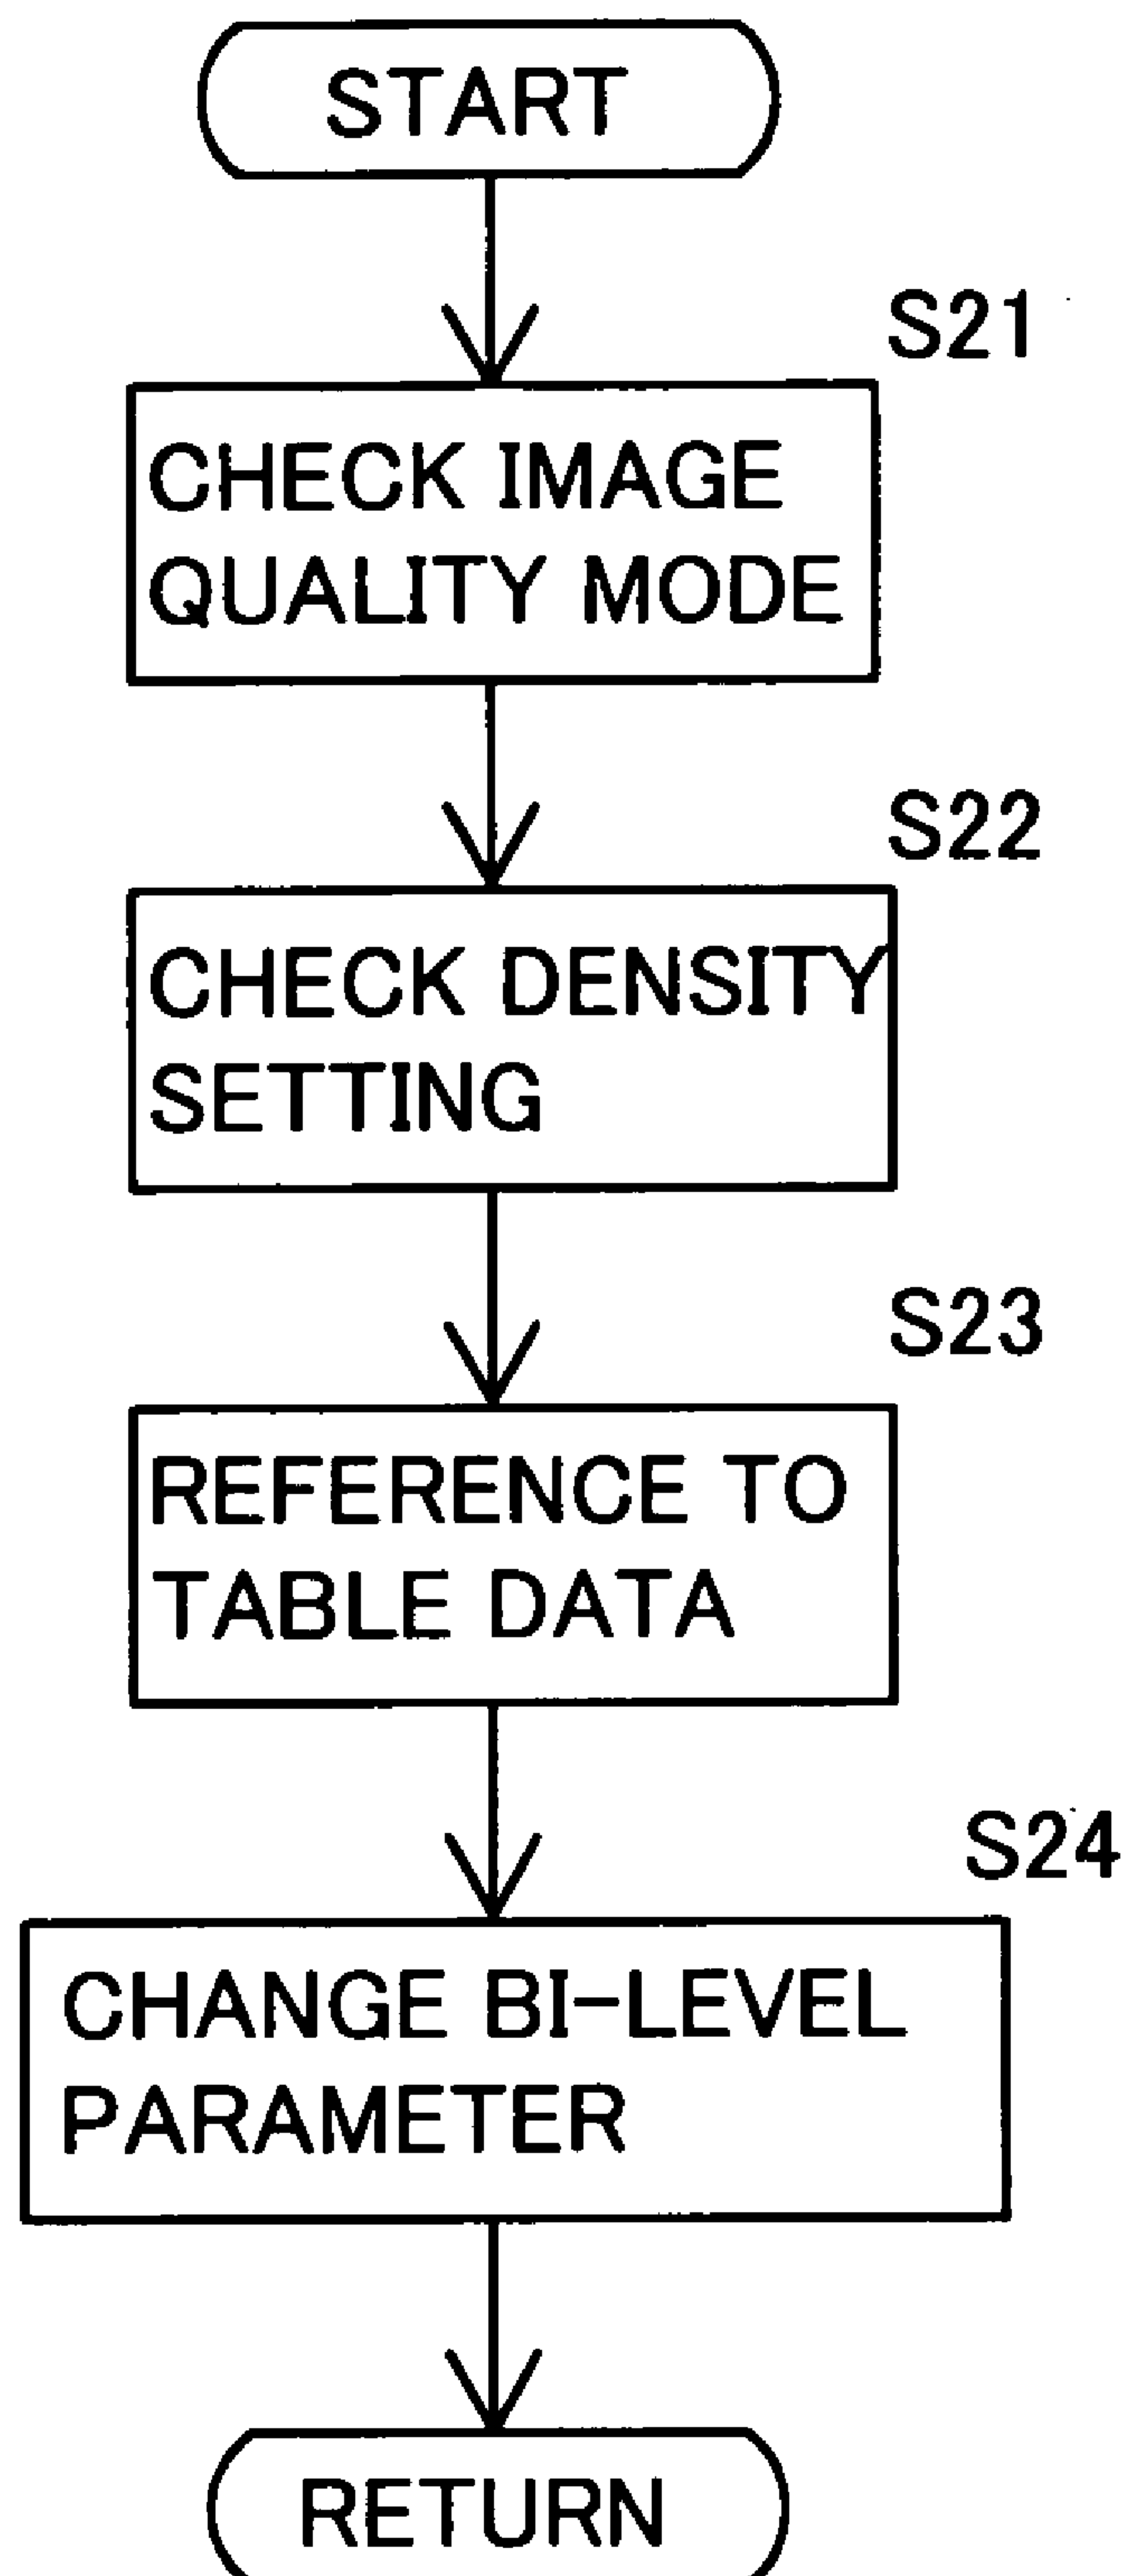 START
S21
CHECK IMAGE
QUALITY MODE
S22
CHECK DENSITY
SETTING
S23
REFERENCE TO
TABLE DATA
S24
CHANGE BI-LEVEL
PARAMETER
RETURN